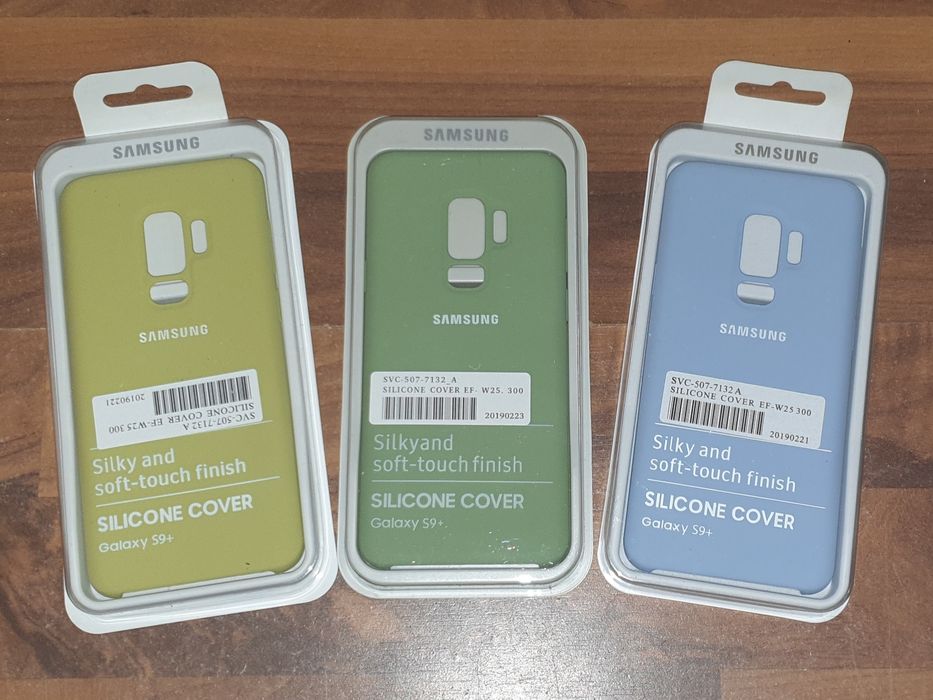 SAMSUNG
SAMSUNG
SVC-507-7132 A
SILICONE COVER EF-W25 300
20190221
Silky and
soft-touch finish
SILICONE COVER
Galaxy S9+
SAMSUNG
SAMSUNG
SVC-507-7132_A
SILICONE COVER EF- W25. 300
20190223
Silkyand
soft-touch finish
SILICONE COVER
Galaxy S9+.
SAMSUNG
SAMSUNG
SVC-507-7132 A
SILICONE COVER EF-W25 300
20190221
Silky and
soft-touch finish
SILICONE COVER
Galaxy S9+